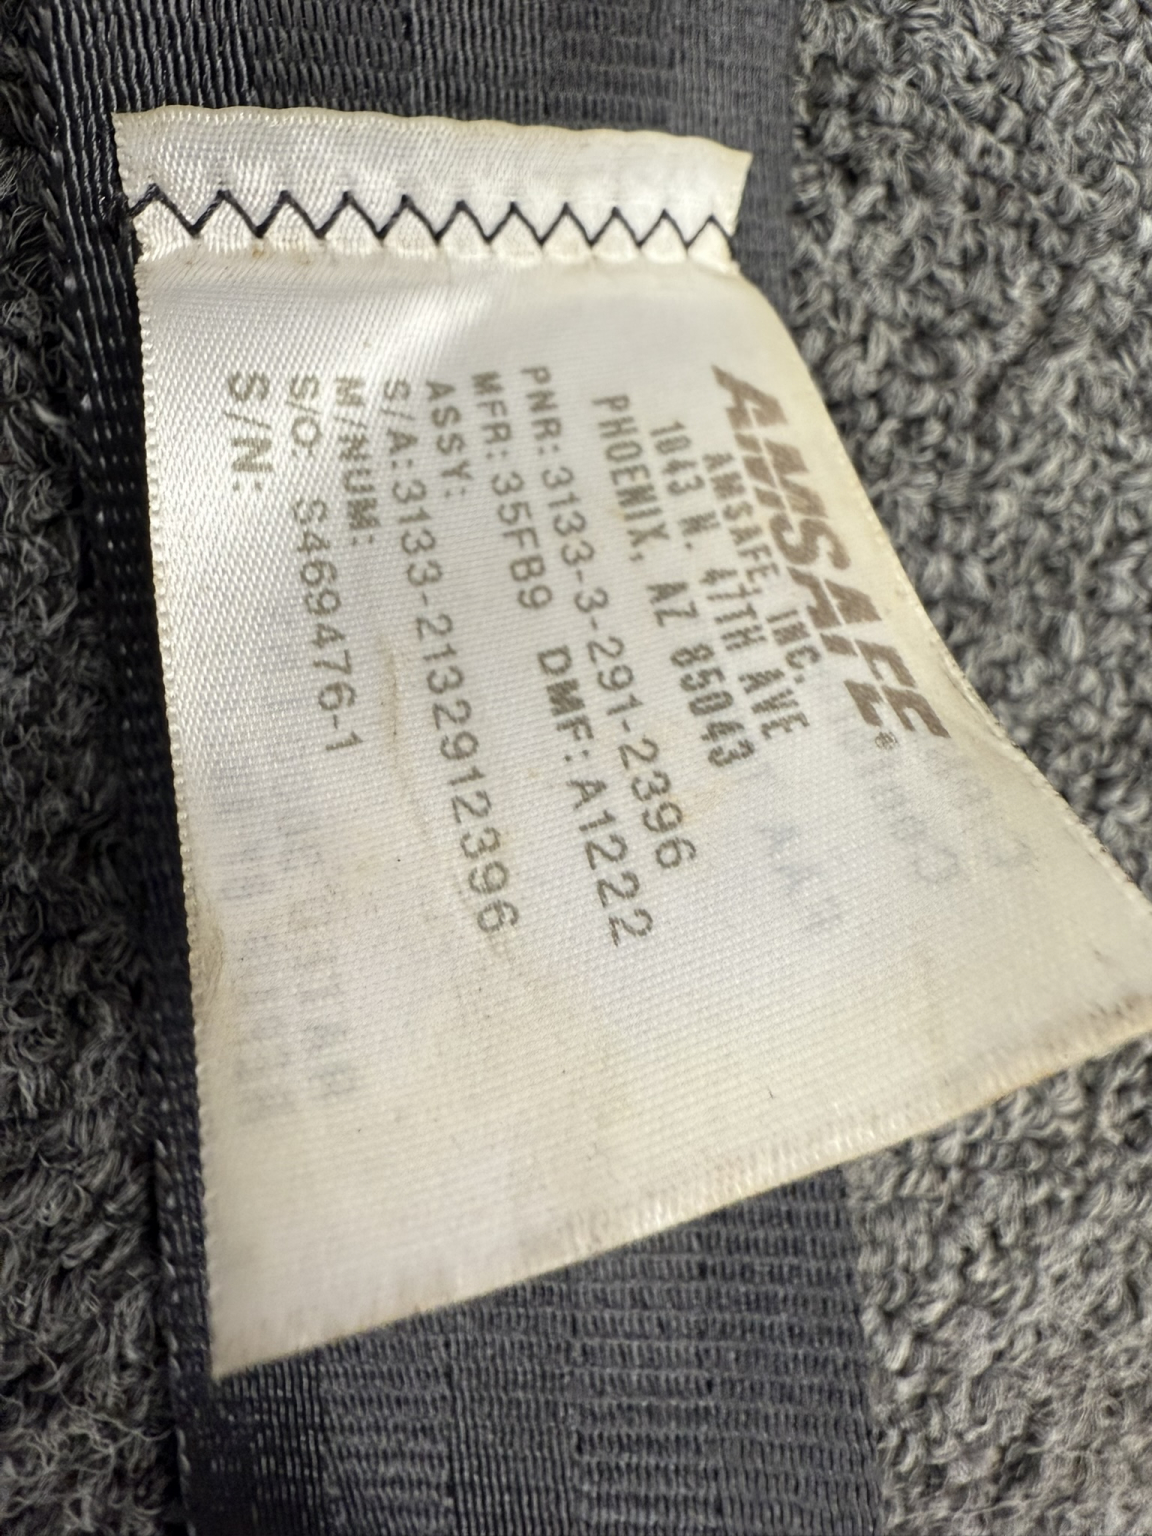 AMSAFE®
AMSAFE, INC.
1043 N. 47TH AVE
PHOENIX, AZ 85043
PNR:3133-3-291-2396
MFR:35FB9 DMF:A1222
ASSY:
S/A:3133-2132912396
M/NUM:
S/O: S469476-1
S/N: